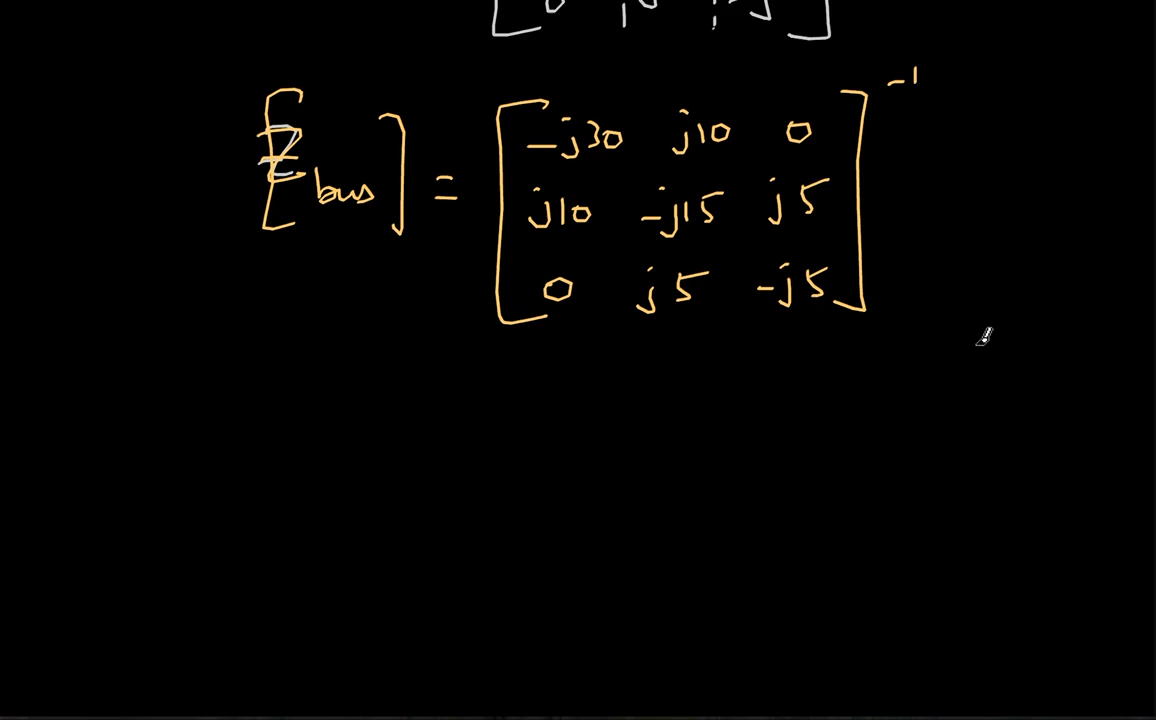 [Zbus] = [-j30 j10 0]⁻¹
j10 -j15 j5
0 j5 -j5